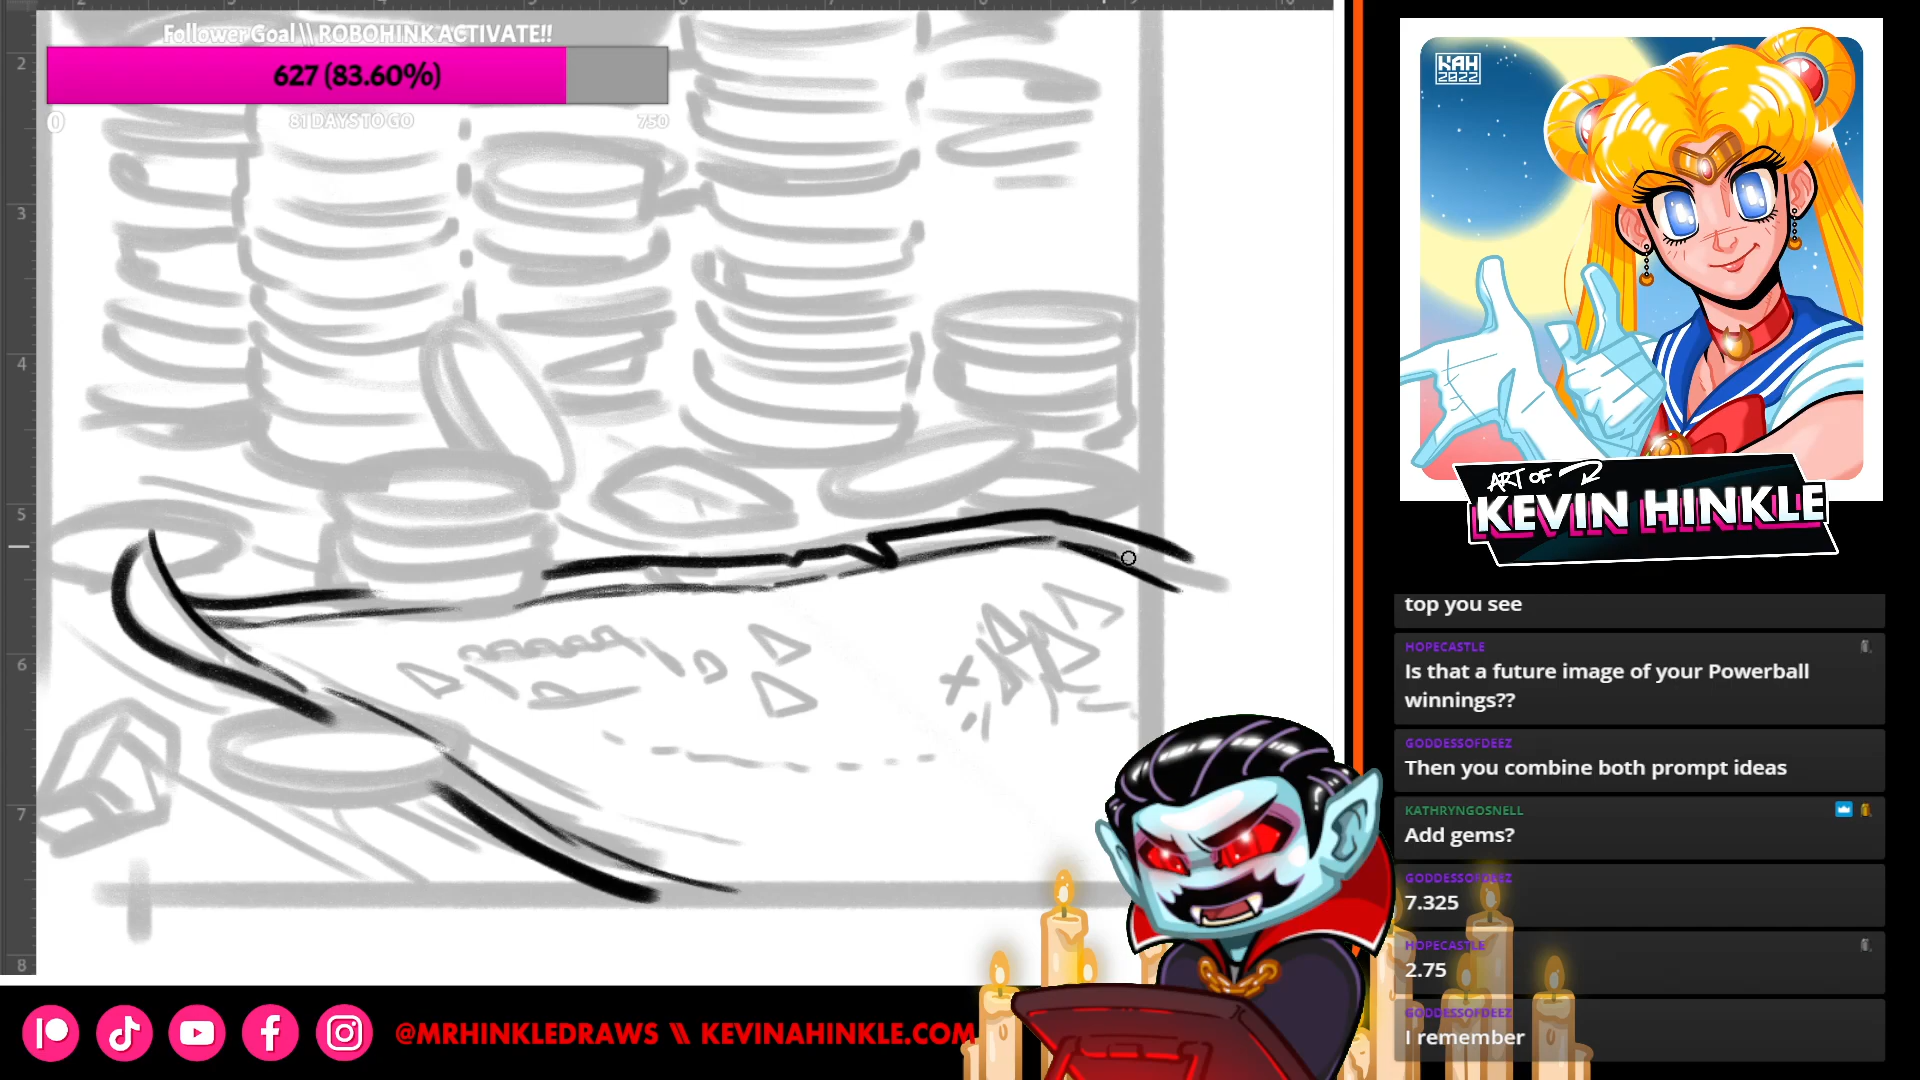 Follower Goal \\ ROBOHINK ACTIVATE!!
627 (83.60%)
0
81 DAYS TO GO
750
2
3
4
5
6
7
8
KAH
2022
ART OF
KEVIN HINKLE
top you see
HOPECASTLE
Is that a future image of your Powerball
winnings??
GODDESSOFDEEZ
Then you combine both prompt ideas
KATHRYNGOSNELL
Add gems?
GODDESSOFDEEZ
7.325
HOPECASTLE
2.75
GODDESSOFDEEZ
I remember
@MRHINKLEDRAWS \\ KEVINAHINKLE.COM